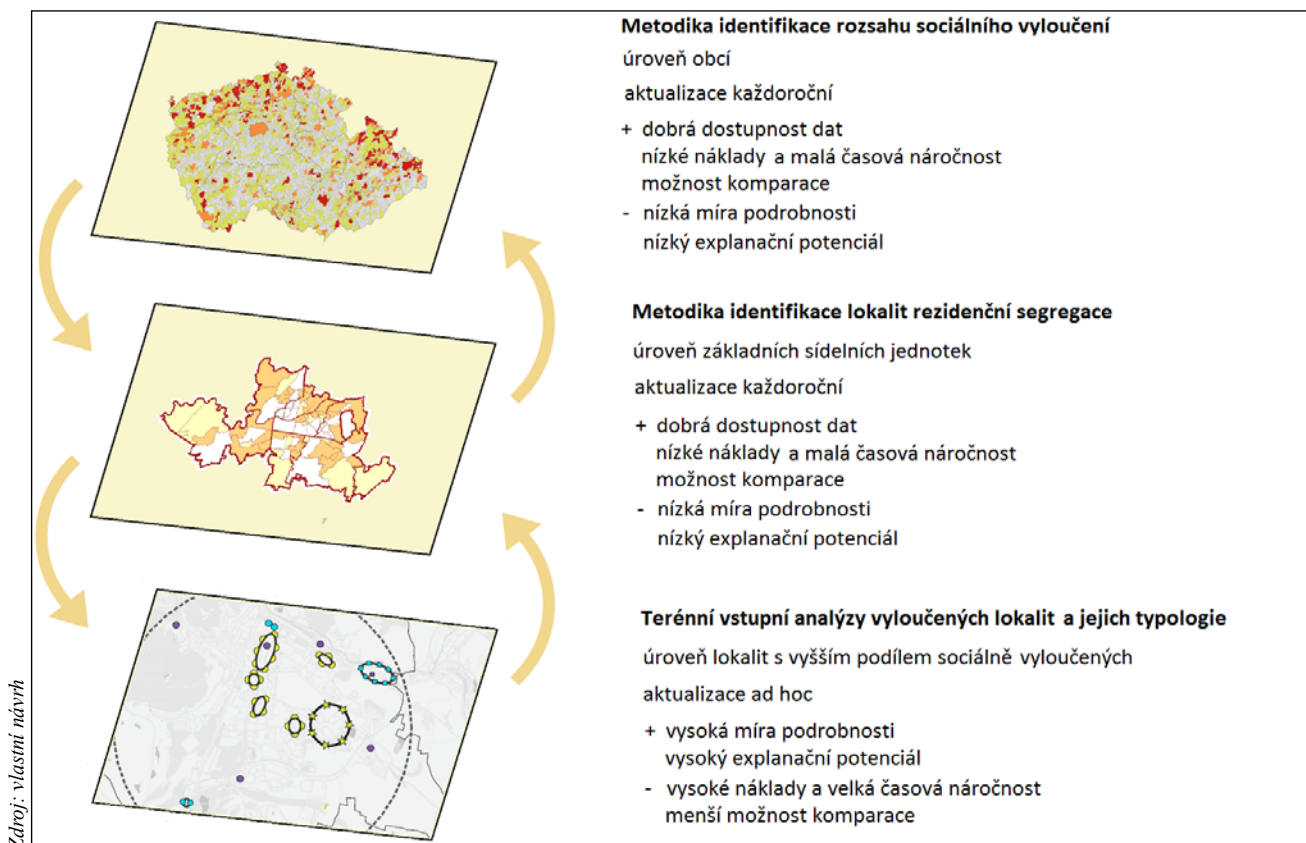 Metodika identifikace rozsahu sociálního vyloučení
úroveň obcí
aktualizace každoroční
+ dobrá dostupnost dat
nízké náklady a malá časová náročnost
možnost komparace
- nízká míra podrobnosti
nízký explanační potenciál
Metodika identifikace lokalit rezidenční segregace
úroveň základních sídelních jednotek
aktualizace každoroční
+ dobrá dostupnost dat
nízké náklady a malá časová náročnost
možnost komparace
- nízká míra podrobnosti
nízký explanační potenciál
Terénní vstupní analýzy vyloučených lokalit a jejich typologie
úroveň lokalit s vyšším podílem sociálně vyloučených
aktualizace ad hoc
+ vysoká míra podrobnosti
vysoký explanační potenciál
- vysoké náklady a velká časová náročnost
menší možnost komparace
Zdroj: vlastní návrh